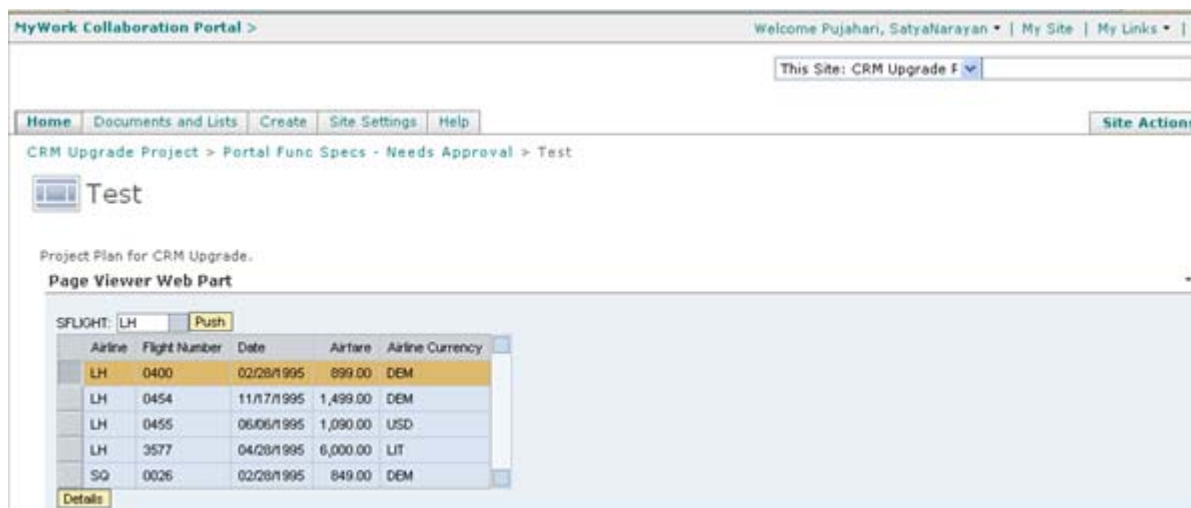 MyWork Collaboration Portal >
Welcome Pujahari, SatyaNarayan | My Site | My Links |
This Site: CRM Upgrade P
Home Documents and Lists Create Site Settings Help
Site Actions
CRM Upgrade Project > Portal Func Specs - Needs Approval > Test
Test
Project Plan for CRM Upgrade.
Page Viewer Web Part
SFLIGHT: LH Push
Airline Flight Number Date Airfare Airline Currency
LH 0400 02/28/1995 899.00 DEM
LH 0454 11/17/1995 1,499.00 DEM
LH 0455 06/06/1995 1,090.00 USD
LH 3577 04/28/1995 6,000.00 LIT
SQ 0026 02/28/1995 849.00 DEM
Details